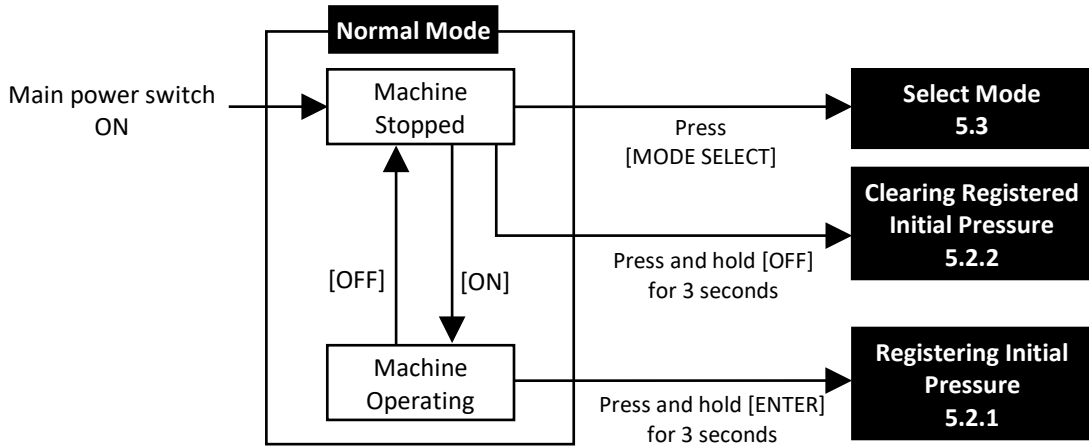 Normal Mode
Main power switch
ON
Machine
Stopped
Press
[MODE SELECT]
Select Mode
5.3
Clearing Registered
Initial Pressure
5.2.2
Press and hold [OFF]
for 3 seconds
[OFF]
[ON]
Machine
Operating
Press and hold [ENTER]
for 3 seconds
Registering Initial
Pressure
5.2.1